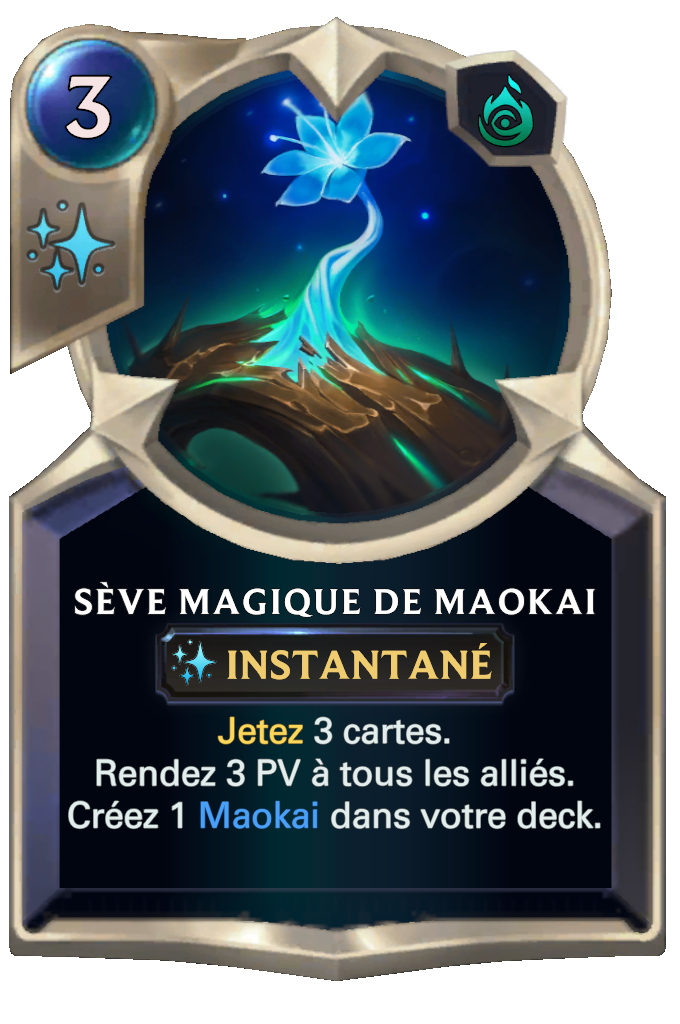 3
SÈVE MAGIQUE DE MAOKAI
INSTANTANÉ
Jetez 3 cartes.
Rendez 3 PV à tous les alliés.
Créez 1 Maokai dans votre deck.